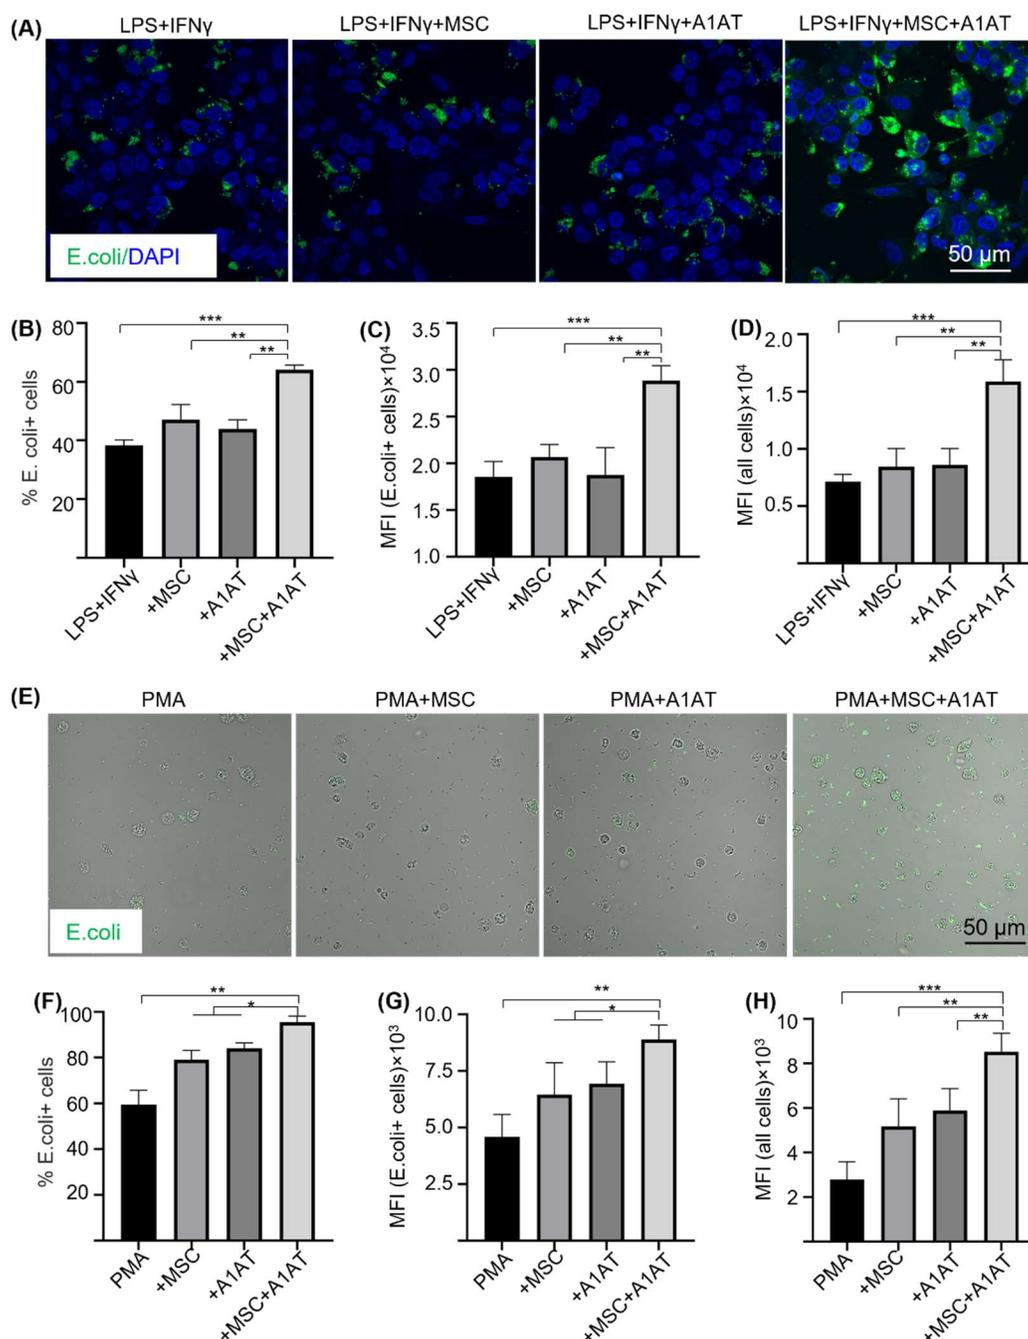 (A) LPS+IFNγ LPS+IFNγ+MSC LPS+IFNγ+A1AT LPS+IFNγ+MSC+A1AT
E.coli/DAPI
50 µm
(B)
80
60
40
20
% E. coli+ cells
***
**
**
LPS+IFNγ
+MSC
+A1AT
+MSC+A1AT
(C)
3.5
3.0
2.5
2.0
1.5
1.0
MFI (E.coli+ cells)×10⁴
***
**
**
LPS+IFNγ
+MSC
+A1AT
+MSC+A1AT
(D)
2.0
1.5
1.0
0.5
MFI (all cells)×10⁴
***
**
**
LPS+IFNγ
+MSC
+A1AT
+MSC+A1AT
(E) PMA PMA+MSC PMA+A1AT PMA+MSC+A1AT
E.coli
50 µm
(F)
100
80
60
40
20
% E.coli+ cells
**
*
PMA
+MSC
+A1AT
+MSC+A1AT
(G)
10.0
7.5
5.0
2.5
MFI (E.coli+ cells)×10³
**
*
PMA
+MSC
+A1AT
+MSC+A1AT
(H)
10
8
6
4
2
MFI (all cells)×10³
***
**
**
PMA
+MSC
+A1AT
+MSC+A1AT